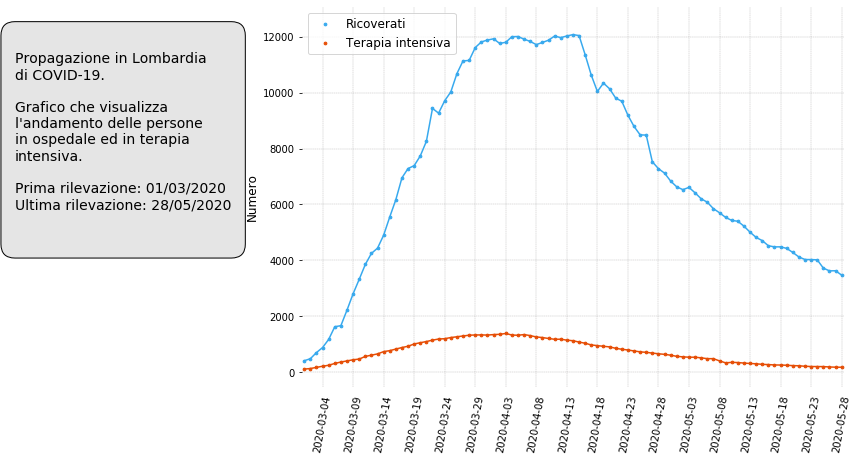 Propagazione in Lombardia
di COVID-19.
Grafico che visualizza
l'andamento delle persone
in ospedale ed in terapia
intensiva.
Prima rilevazione: 01/03/2020
Ultima rilevazione: 28/05/2020
Ricoverati
Terapia intensiva
Numero
12000
10000
8000
6000
4000
2000
0
2020-03-04
2020-03-09
2020-03-14
2020-03-19
2020-03-24
2020-03-29
2020-04-03
2020-04-08
2020-04-13
2020-04-18
2020-04-23
2020-04-28
2020-05-03
2020-05-08
2020-05-13
2020-05-18
2020-05-23
2020-05-28